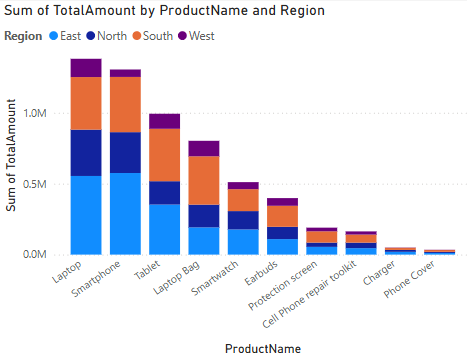 Sum of TotalAmount by ProductName and Region
Region East North South West
Sum of TotalAmount
1.0M
0.5M
0.0M
Laptop
Smartphone
Tablet
Laptop Bag
Smartwatch
Earbuds
Protection screen
Cell Phone repair toolkit
Charger
Phone Cover
ProductName